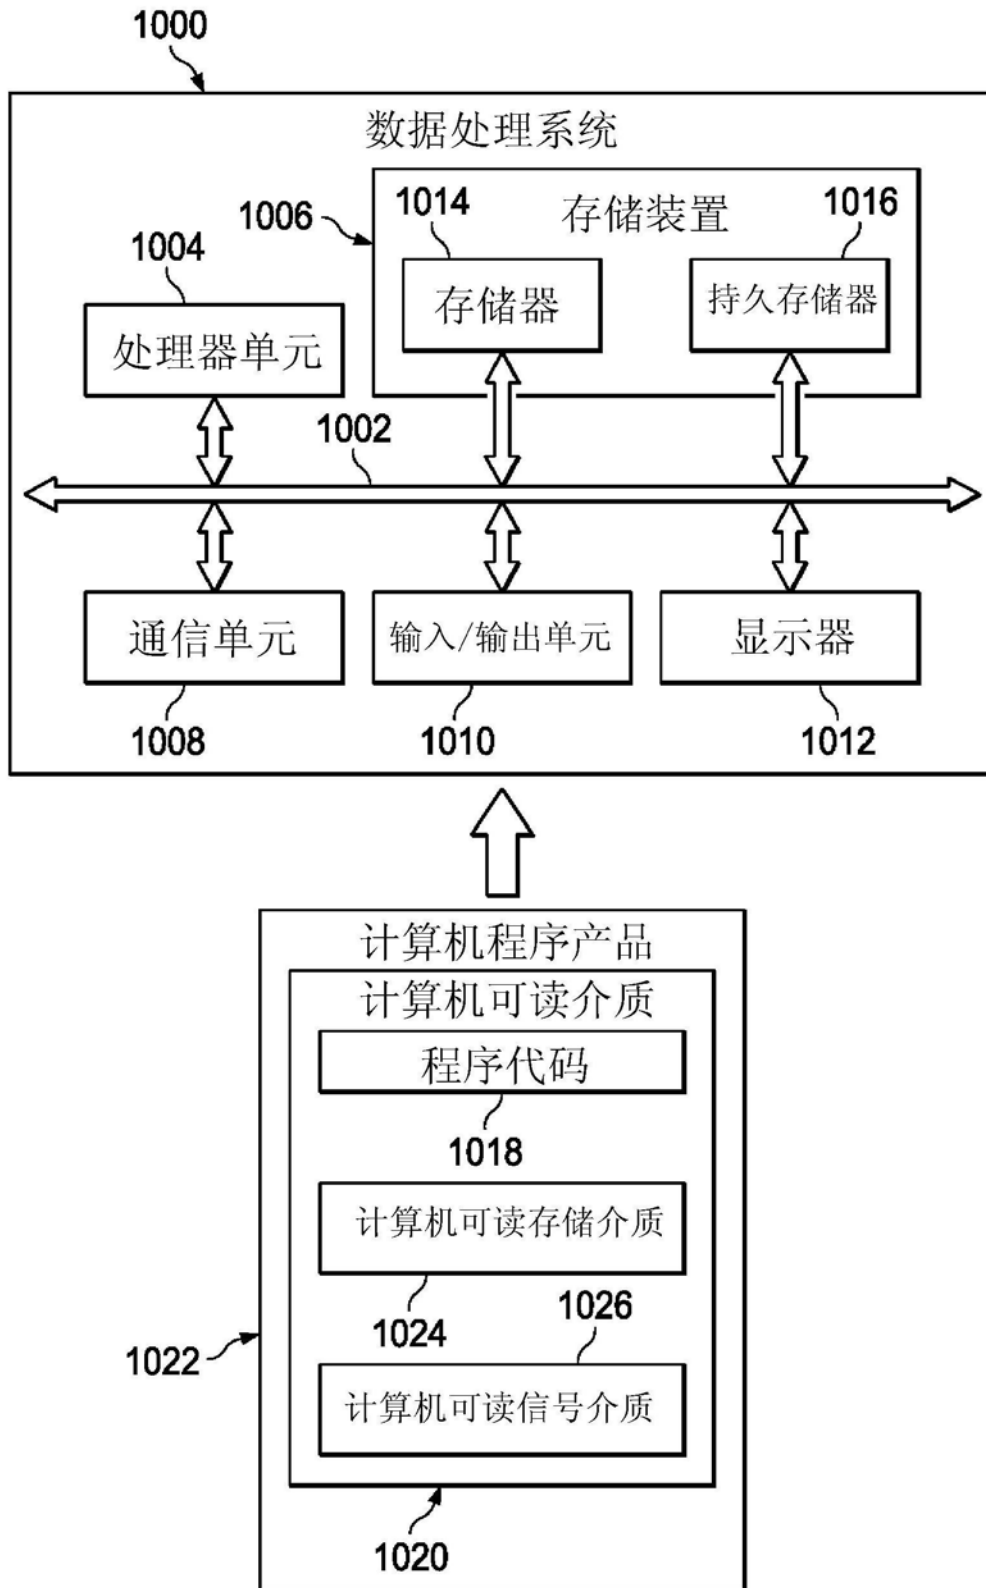 1000
数据处理系统
1006
1014
存储装置
1016
1004
存储器
持久存储器
处理器单元
1002
通信单元
输入/输出单元
显示器
1008
1010
1012
计算机程序产品
计算机可读介质
程序代码
1018
计算机可读存储介质
1024
1026
1022
计算机可读信号介质
1020